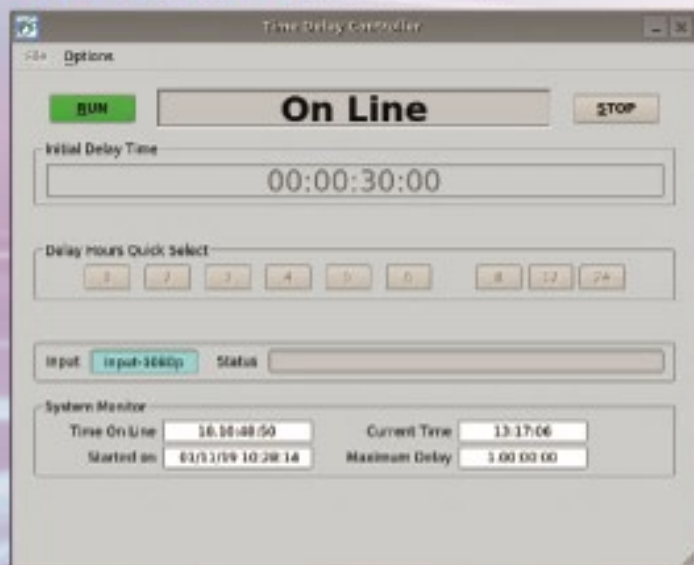 Time Delay Controller
File Options
RUN On Line STOP
Initial Delay Time
00:00:30:00
Delay Hours Quick Select
1 2 3 4 5 6 8 12 24
Input Status
System Monitor
Time On Line Current Time 13:17:06
Started on Maximum Delay 1.00:00:00